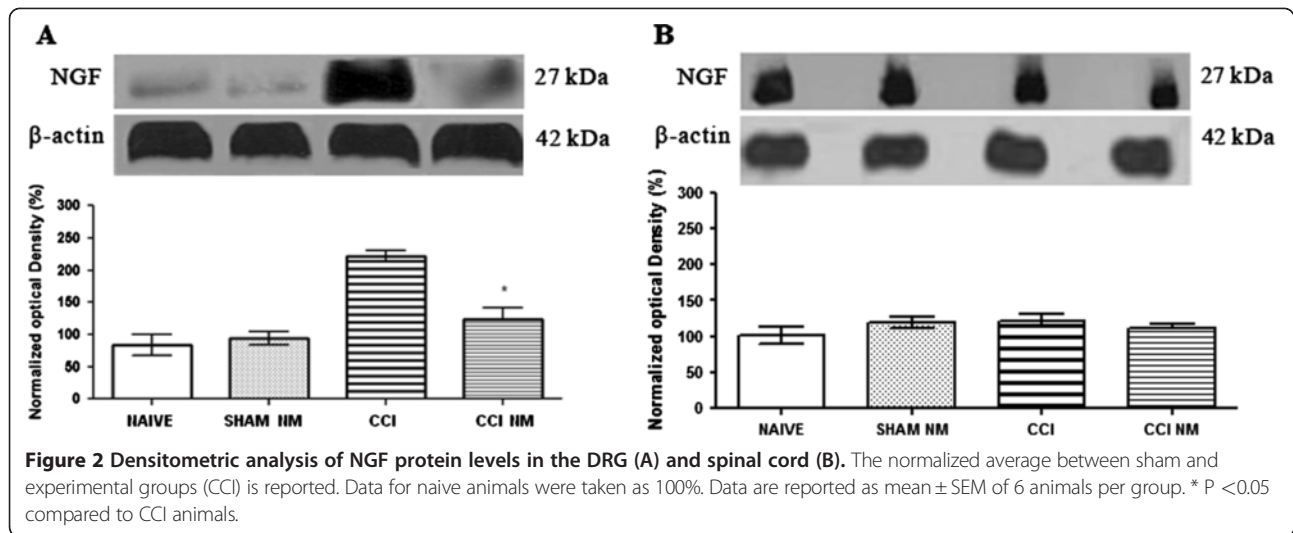 A
NGF
27 kDa
β-actin
42 kDa
Normalized optical Density (%)
300
250
200
150
100
50
0
*
NAIVE
SHAM NM
CCI
CCI NM
B
NGF
27 kDa
β-actin
42 kDa
Normalized optical Density (%)
300
250
200
150
100
50
0
NAIVE
SHAM NM
CCI
CCI NM
Figure 2 Densitometric analysis of NGF protein levels in the DRG (A) and spinal cord (B). The normalized average between sham and
experimental groups (CCI) is reported. Data for naive animals were taken as 100%. Data are reported as mean ± SEM of 6 animals per group. * P <0.05
compared to CCI animals.